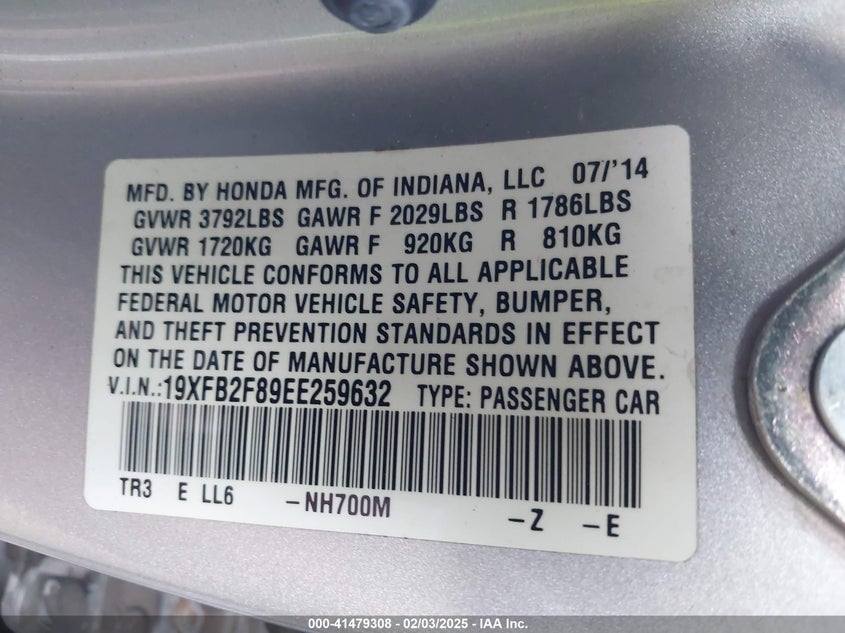 MFD. BY HONDA MFG. OF INDIANA, LLC 07/'14
GVWR 3792LBS GAWR F 2029LBS R 1786LBS
GVWR 1720KG GAWR F 920KG R 810KG
THIS VEHICLE CONFORMS TO ALL APPLICABLE
FEDERAL MOTOR VEHICLE SAFETY, BUMPER,
AND THEFT PREVENTION STANDARDS IN EFFECT
ON THE DATE OF MANUFACTURE SHOWN ABOVE.
V.I.N.:19XFB2F89EE259632 TYPE: PASSENGER CAR
TR3 E LL6 -NH700M -Z -E
000-41479308 - 02/03/2025 - IAA Inc.